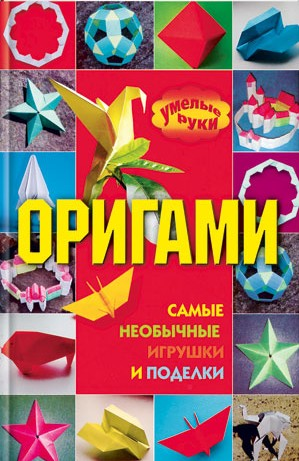 умелые
руки
ОРИГАМИ
САМЫЕ
НЕОБЫЧНЫЕ
ИГРУШКИ
И ПОДЕЛКИ